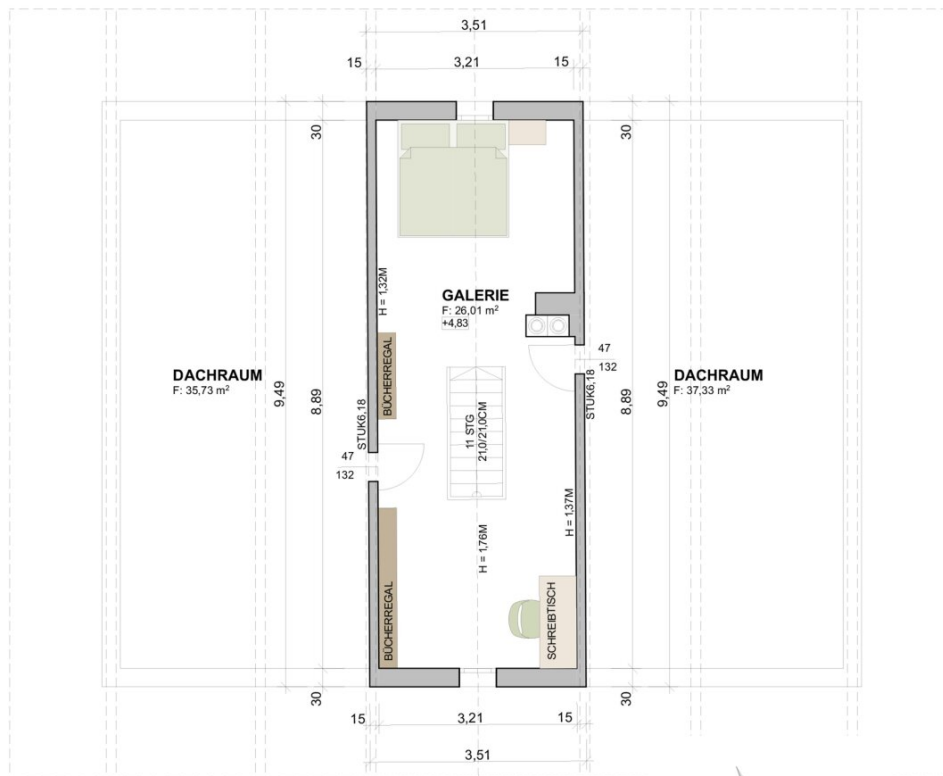 3,51
15
3,21
15
30
30
H = 1,32M
GALERIE
F: 26,01 m²
+4,83
DACHRAUM
F: 35,73 m²
9,49
8,89
BÜCHERREGAL
STUK6,18
11 STG
21,0/21,0CM
47
132
STUK6,18
8,89
9,49
DACHRAUM
F: 37,33 m²
47
132
H = 1,37M
H = 1,76M
BÜCHERREGAL
SCHREIBTISCH
30
30
15
3,21
15
3,51